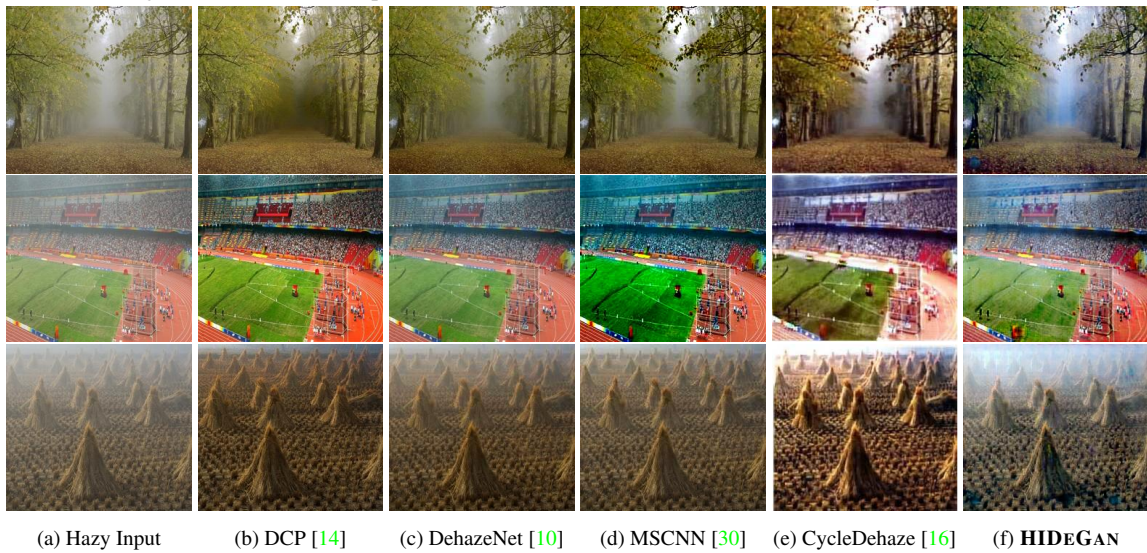 (a) Hazy Input (b) DCP [14] (c) DehazeNet [10] (d) MSCNN [30] (e) CycleDehaze [16] (f) HIDEGAN